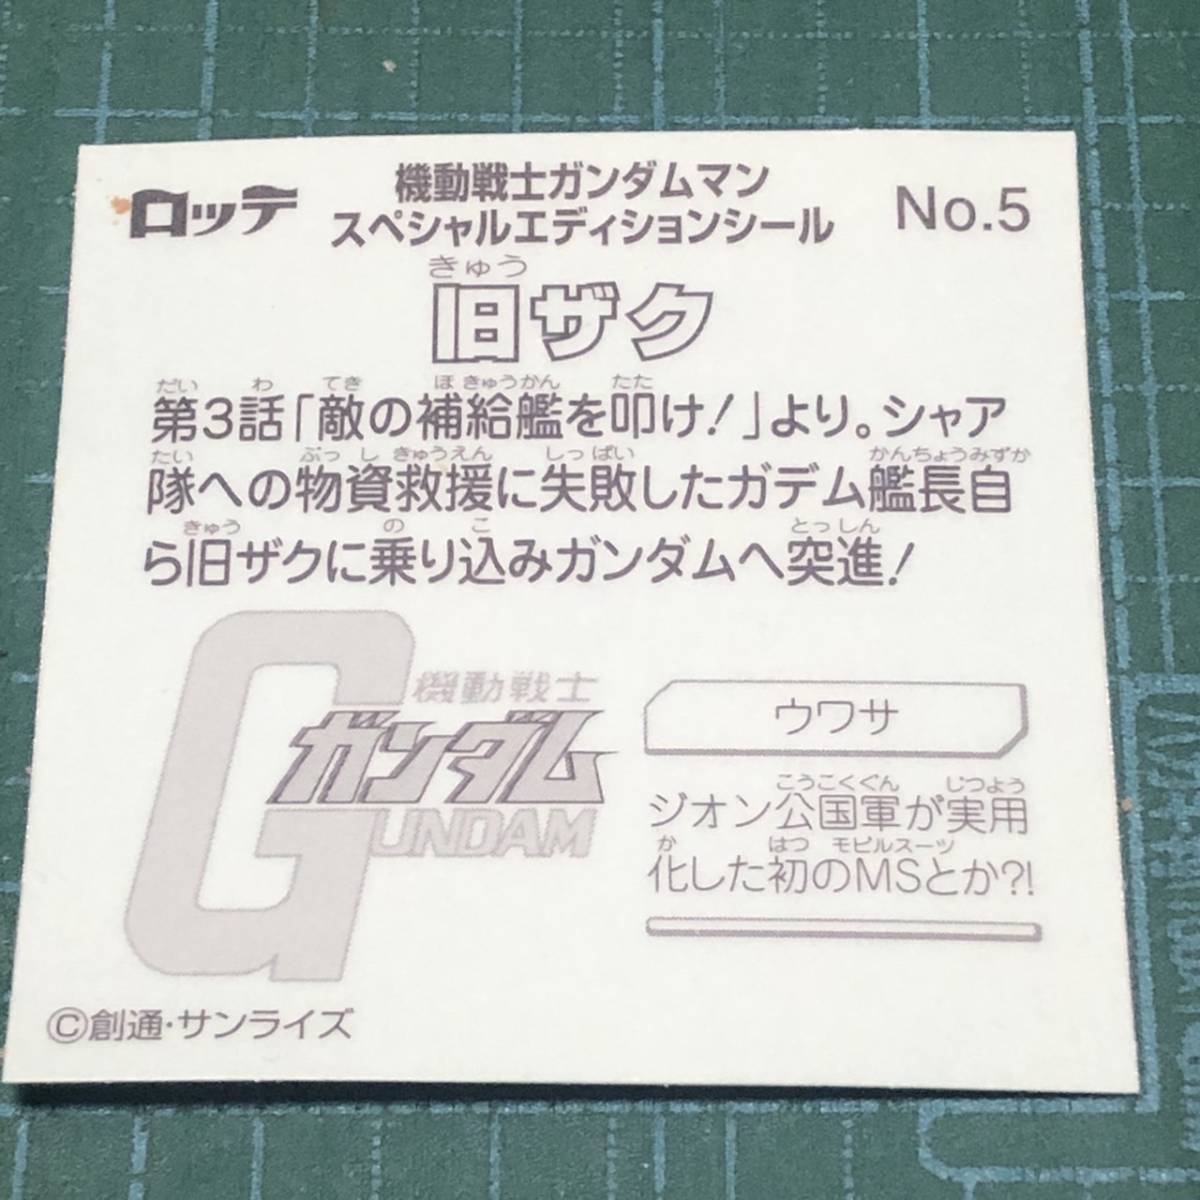 ロッテ
機動戦士ガンダムマン
スペシャルエディションシール
No.5
きゅう
旧ザク
だい わ てき ほ きゅうかん たた
第3話「敵の補給艦を叩け!」より。シャア
たい ぶっ し きゅうえん しっぱい かんちょうみずか
隊への物資救援に失敗したガデム艦長自
きゅう の こ とっしん
ら旧ザクに乗り込みガンダムへ突進!
機動戦士
ガンダム
GUNDAM
ウワサ
こうこくぐん じつよう
ジオン公国軍が実用
か はつ モビルスーツ
化した初のMSとか?!
©創通・サンライズ